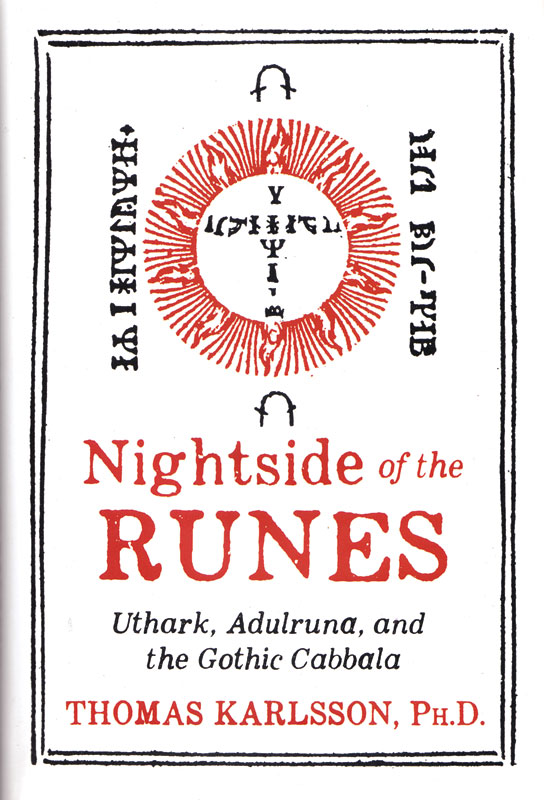 Nightside of the
RUNES
Uthark, Adulruna, and
the Gothic Cabbala
THOMAS KARLSSON, PH.D.